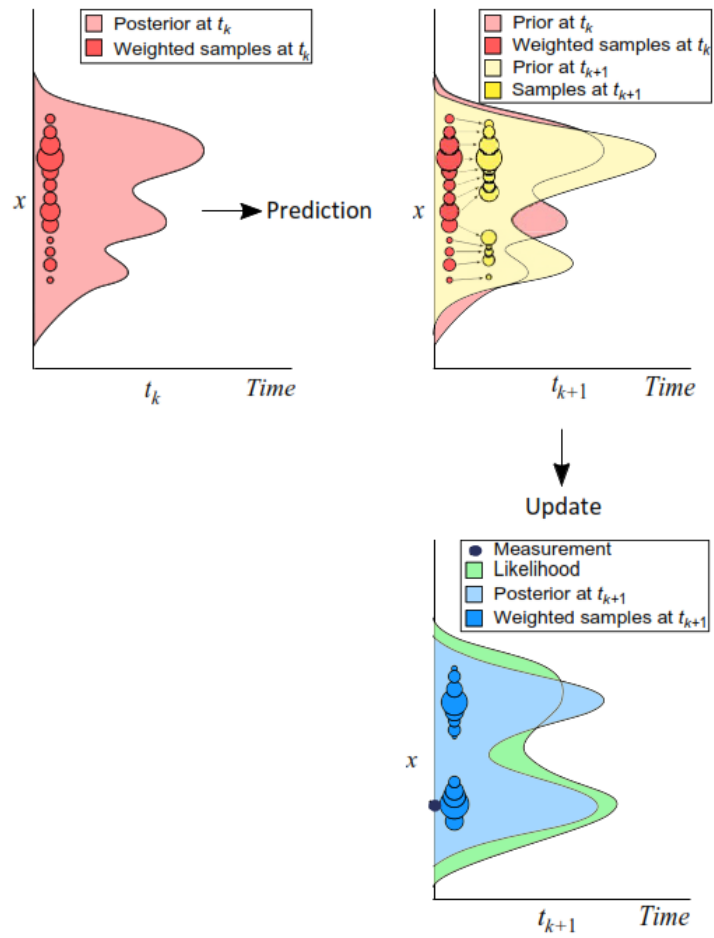 Posterior at tk
Weighted samples at tk
x
tk
Time
Prediction
Prior at tk
Weighted samples at tk
Prior at tk+1
Samples at tk+1
x
tk+1
Time
Update
Measurement
Likelihood
Posterior at tk+1
Weighted samples at tk+1
x
tk+1
Time